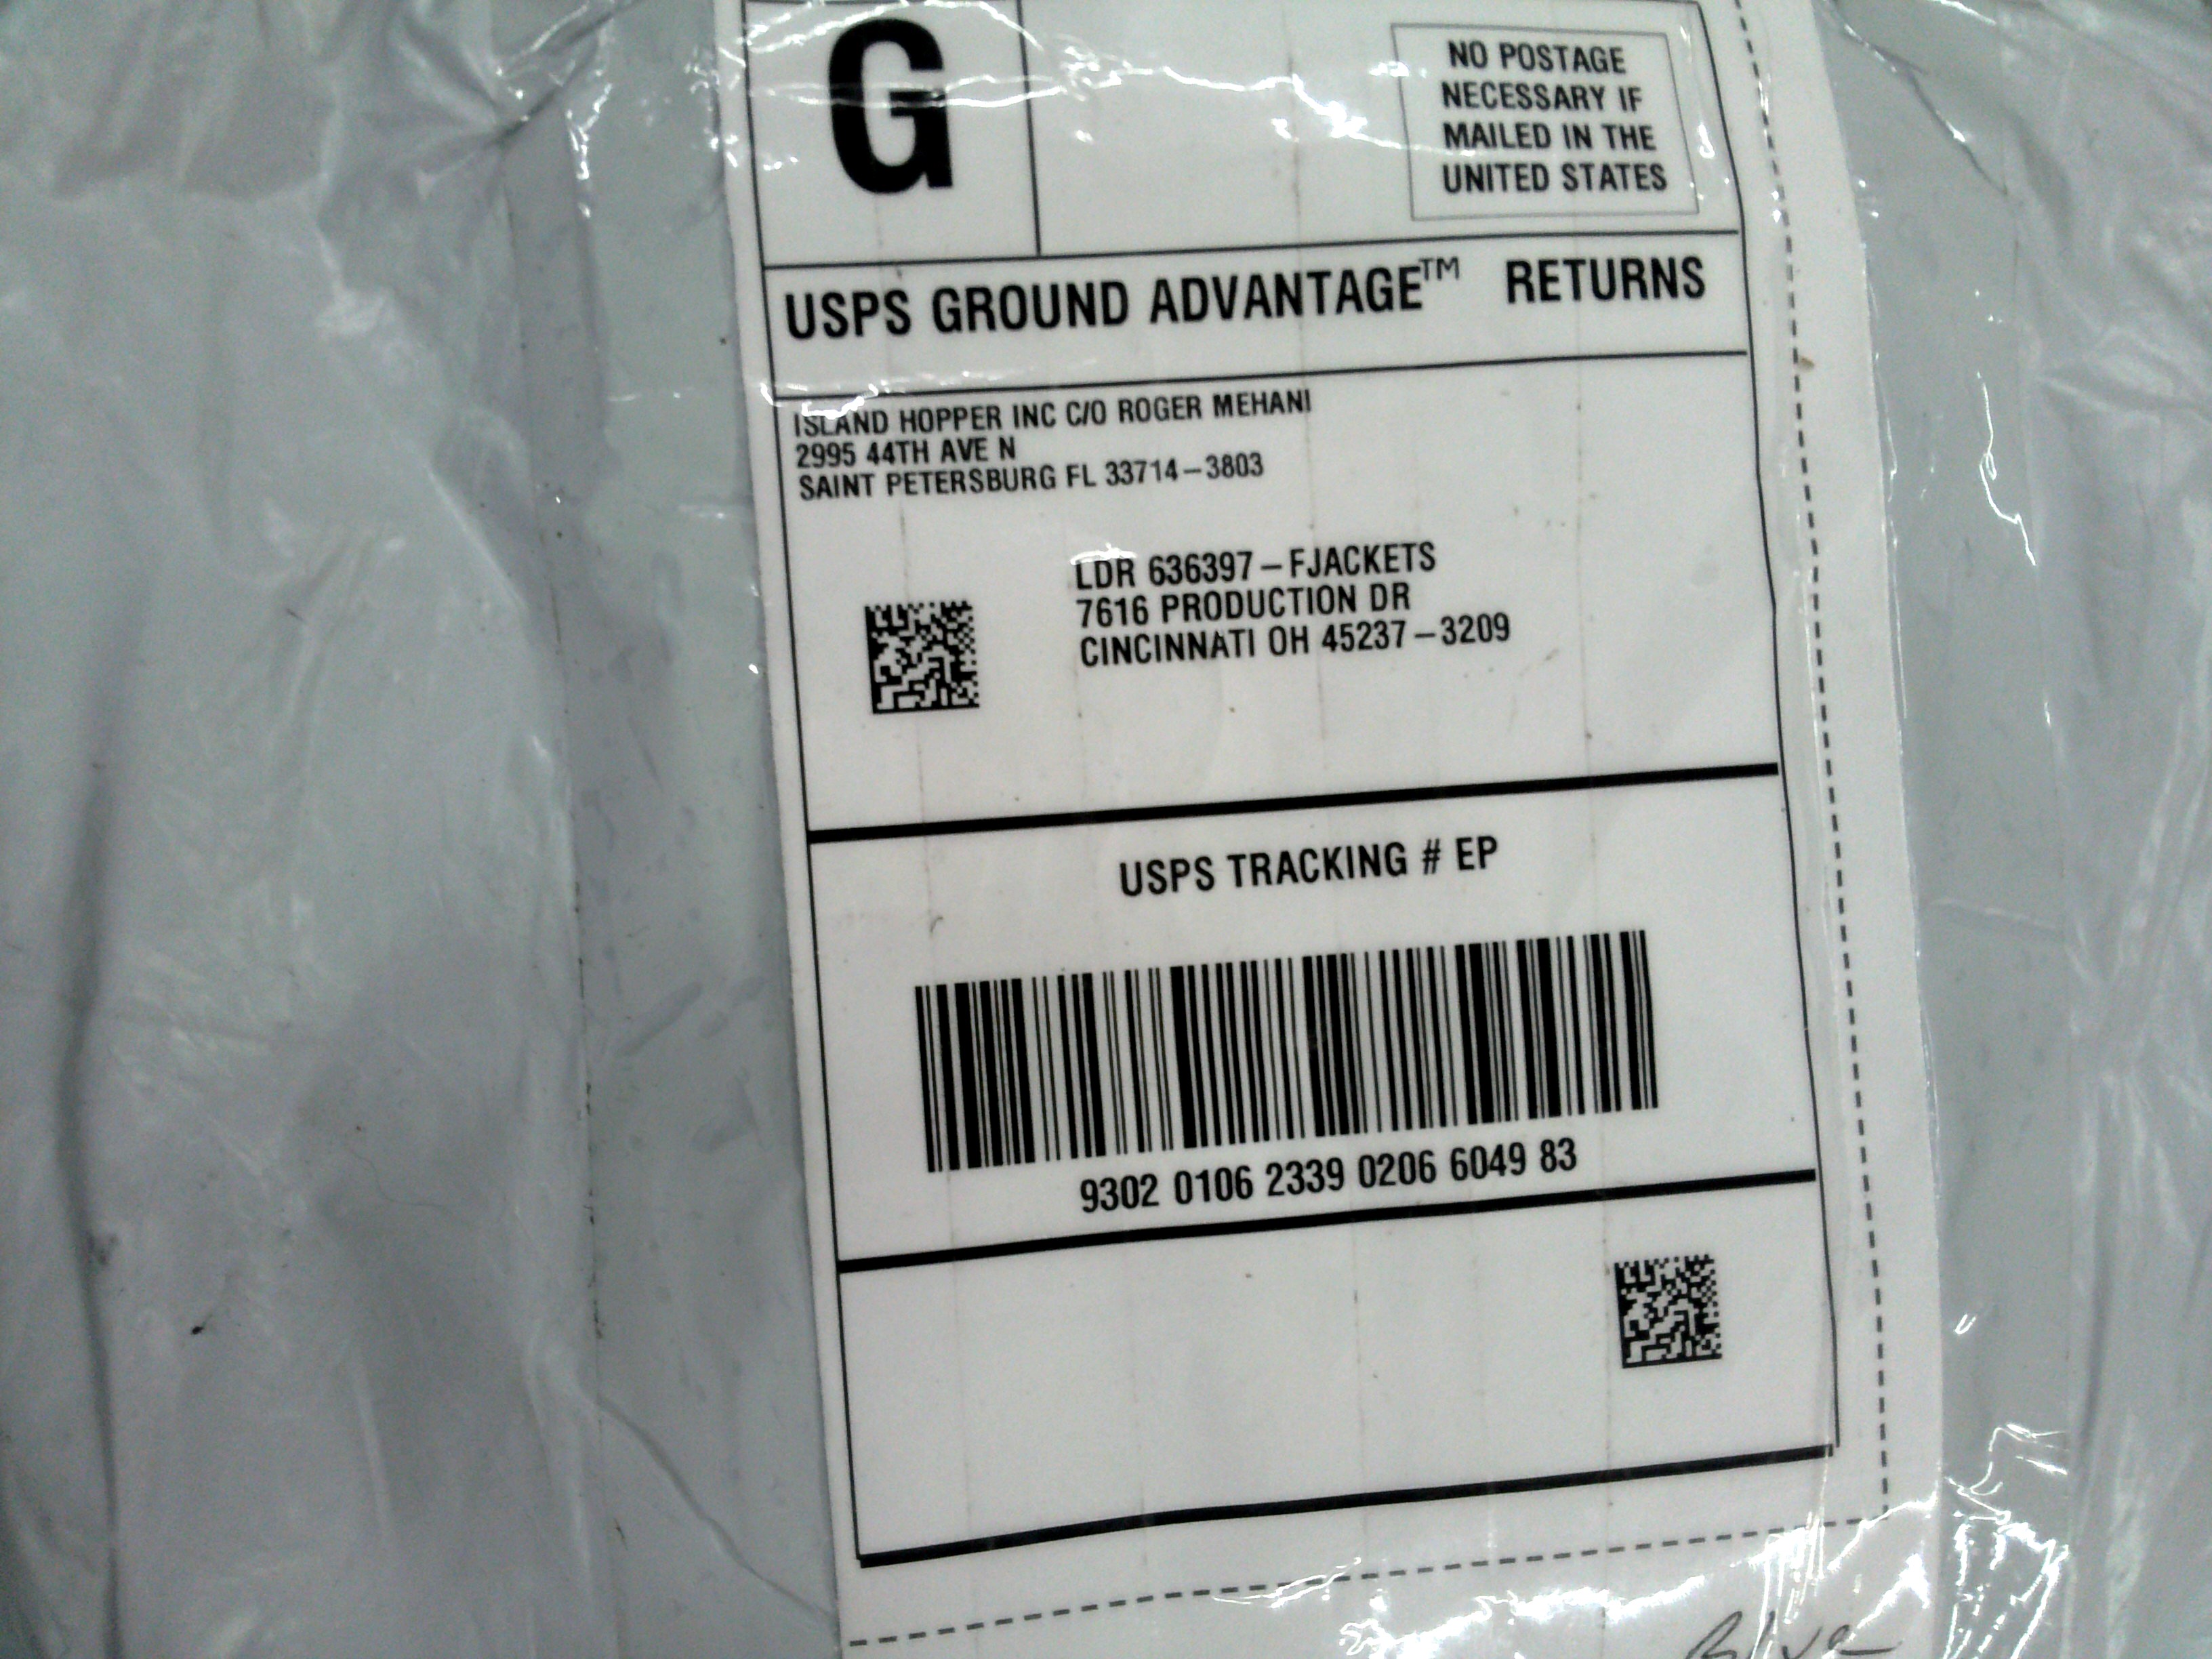 G
NO POSTAGE
NECESSARY IF
MAILED IN THE
UNITED STATES
USPS GROUND ADVANTAGE™ RETURNS
ISLAND HOPPER INC C/O ROGER MEHANI
2995 44TH AVE N
SAINT PETERSBURG FL 33714-3803
LDR 636397-FJACKETS
7616 PRODUCTION DR
CINCINNATI OH 45237-3209
USPS TRACKING # EP
9302 0106 2339 0206 6049 83